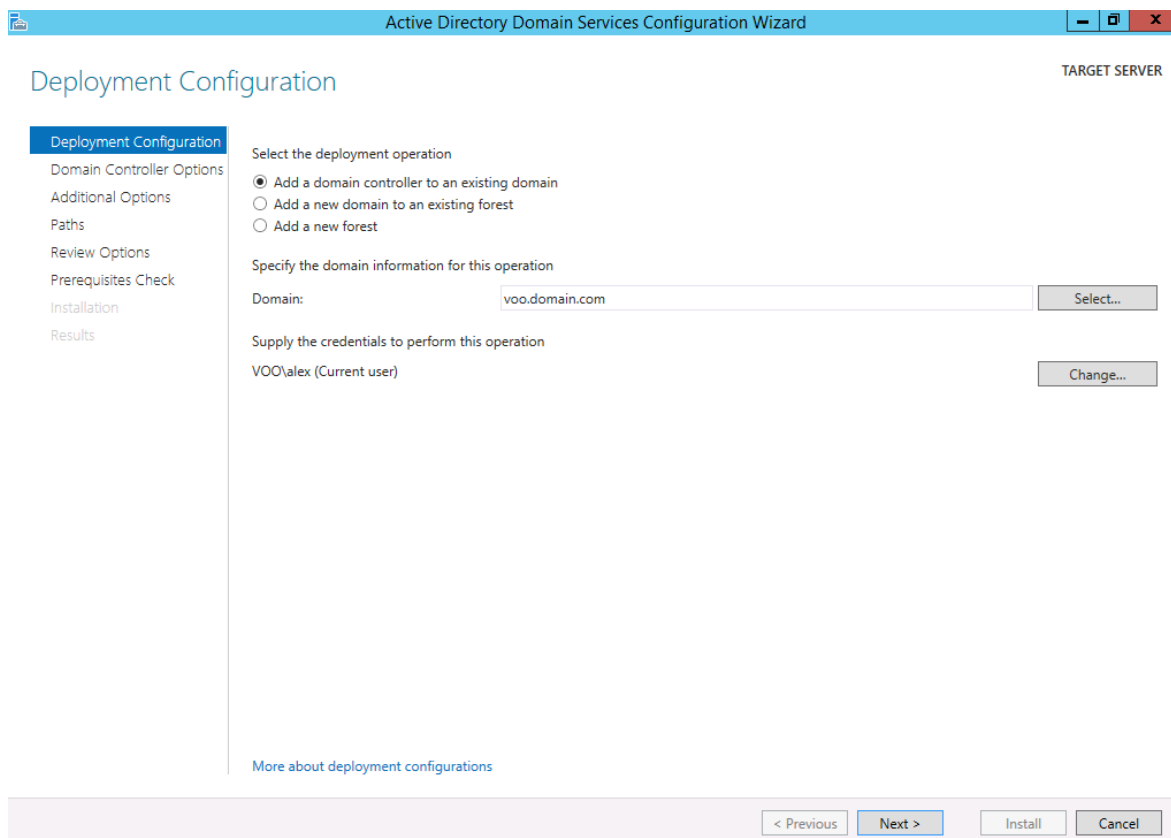 Active Directory Domain Services Configuration Wizard
Deployment Configuration
TARGET SERVER
Deployment Configuration
Domain Controller Options
Additional Options
Paths
Review Options
Prerequisites Check
Installation
Results
Select the deployment operation
Add a domain controller to an existing domain
Add a new domain to an existing forest
Add a new forest
Specify the domain information for this operation
Domain: voo.domain.com Select...
Supply the credentials to perform this operation
VOO\alex (Current user) Change...
More about deployment configurations
< Previous Next > Install Cancel